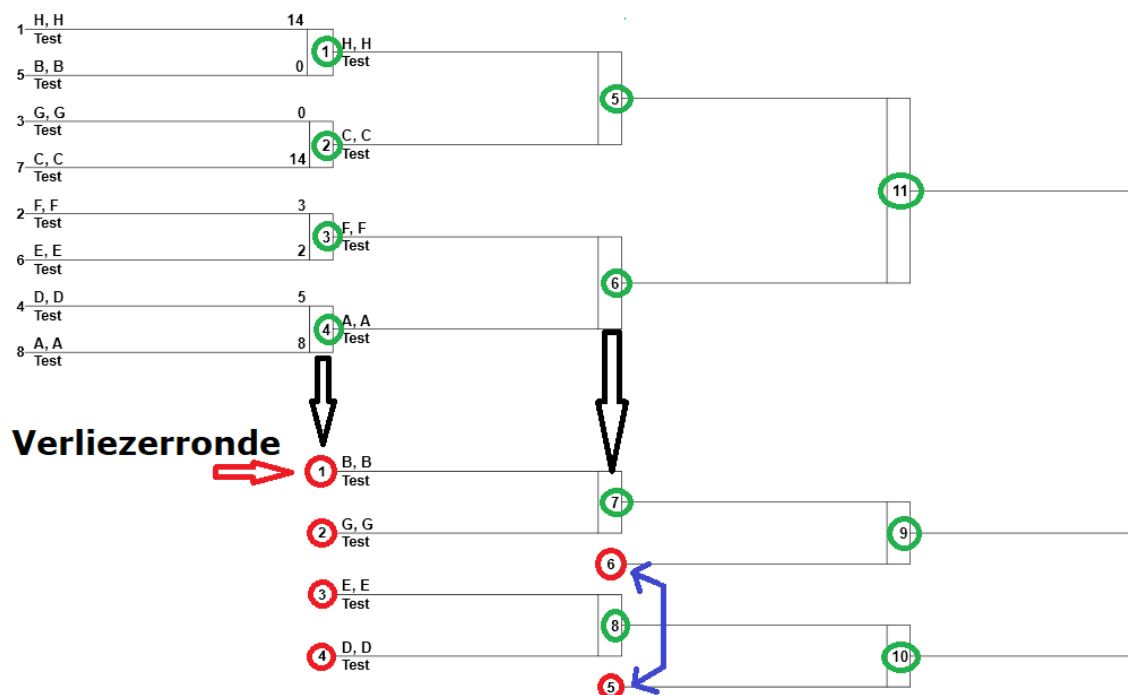 H, H 14
1 Test
1 H, H
Test
B, B 0
5 Test
5
G, G 0
3 Test
2 C, C
Test
C, C 14
7 Test
11
F, F 3
2 Test
3 F, F
Test
E, E 2
6 Test
6
D, D 5
4 Test
4 A, A
Test
A, A 8
8 Test
Verliezerronde
1 B, B
Test
7
2 G, G
Test
9
6
3 E, E
Test
8
4 D, D
Test
10
5